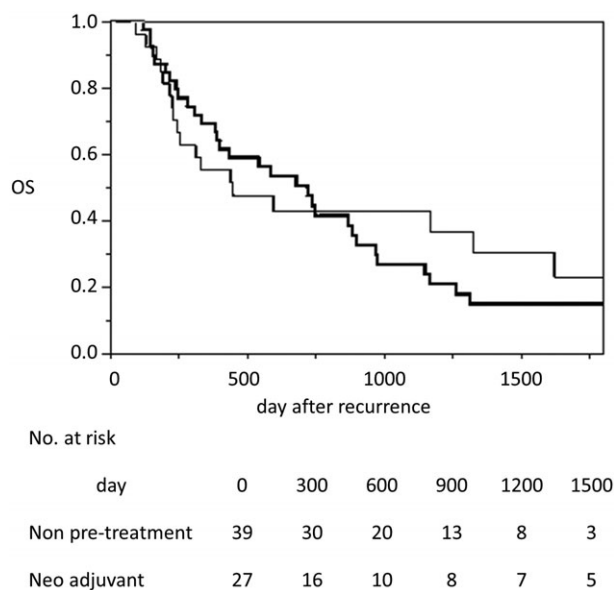 1.0
0.8
0.6
OS
0.4
0.2
0.0
0 500 1000 1500
day after recurrence
No. at risk
day 0 300 600 900 1200 1500
Non pre-treatment 39 30 20 13 8 3
Neo adjuvant 27 16 10 8 7 5